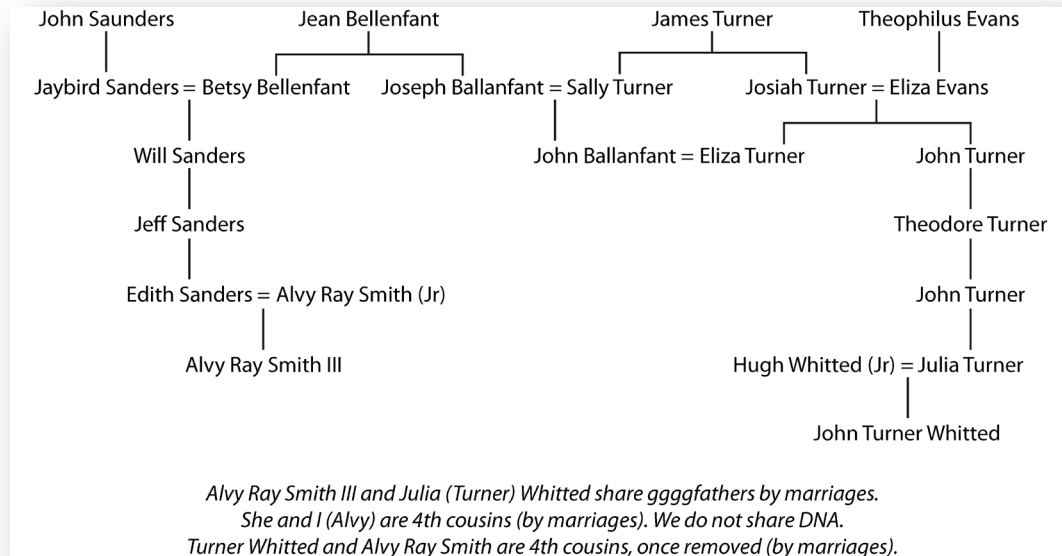 John Saunders Jean Bellenfant James Turner Theophilus Evans
Jaybird Sanders = Betsy Bellenfant Joseph Ballanfant = Sally Turner Josiah Turner = Eliza Evans
Will Sanders John Ballanfant = Eliza Turner John Turner
Jeff Sanders Theodore Turner
Edith Sanders = Alvy Ray Smith (Jr) John Turner
Alvy Ray Smith III Hugh Whitted (Jr) = Julia Turner
John Turner Whitted
Alvy Ray Smith III and Julia (Turner) Whitted share ggggfathers by marriages.
She and I (Alvy) are 4th cousins (by marriages). We do not share DNA.
Turner Whitted and Alvy Ray Smith are 4th cousins, once removed (by marriages).